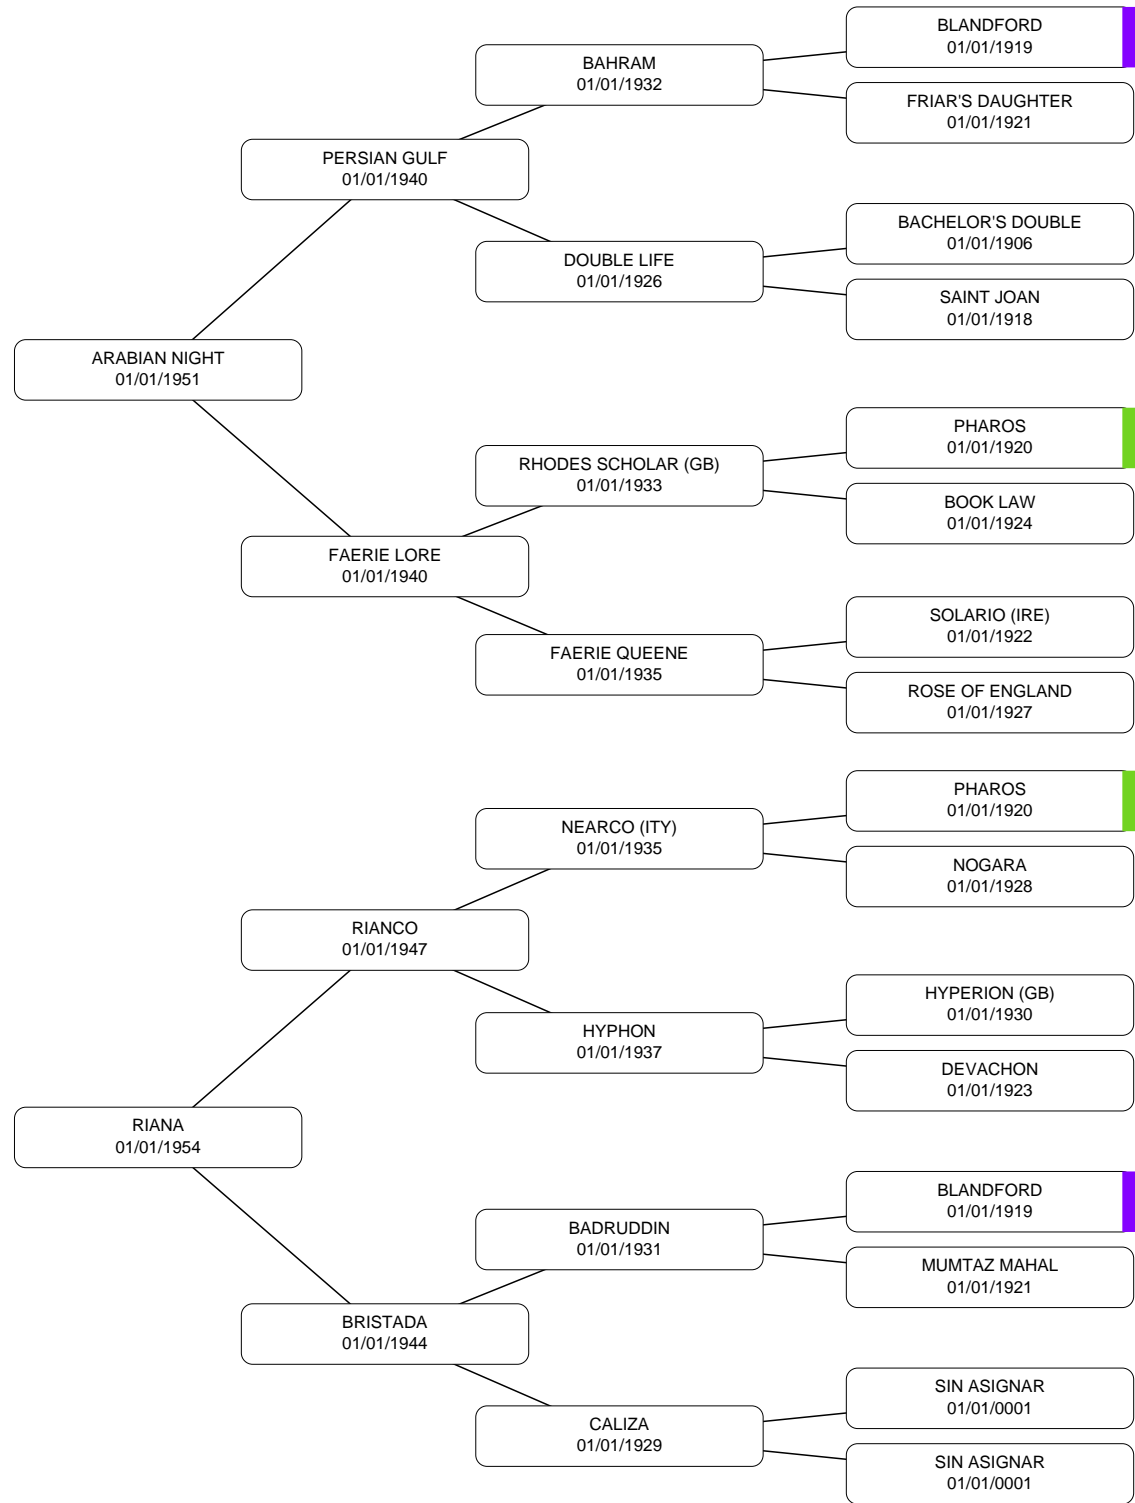 BLANDFORD
01/01/1919
BAHRAM
01/01/1932
FRIAR'S DAUGHTER
01/01/1921
PERSIAN GULF
01/01/1940
BACHELOR'S DOUBLE
01/01/1906
DOUBLE LIFE
01/01/1926
SAINT JOAN
01/01/1918
ARABIAN NIGHT
01/01/1951
PHAROS
01/01/1920
RHODES SCHOLAR (GB)
01/01/1933
BOOK LAW
01/01/1924
FAERIE LORE
01/01/1940
SOLARIO (IRE)
01/01/1922
FAERIE QUEENE
01/01/1935
ROSE OF ENGLAND
01/01/1927
PHAROS
01/01/1920
NEARCO (ITY)
01/01/1935
NOGARA
01/01/1928
RIANCO
01/01/1947
HYPERION (GB)
01/01/1930
HYPHON
01/01/1937
DEVACHON
01/01/1923
RIANA
01/01/1954
BLANDFORD
01/01/1919
BADRUDDIN
01/01/1931
MUMTAZ MAHAL
01/01/1921
BRISTADA
01/01/1944
SIN ASIGNAR
01/01/0001
CALIZA
01/01/1929
SIN ASIGNAR
01/01/0001